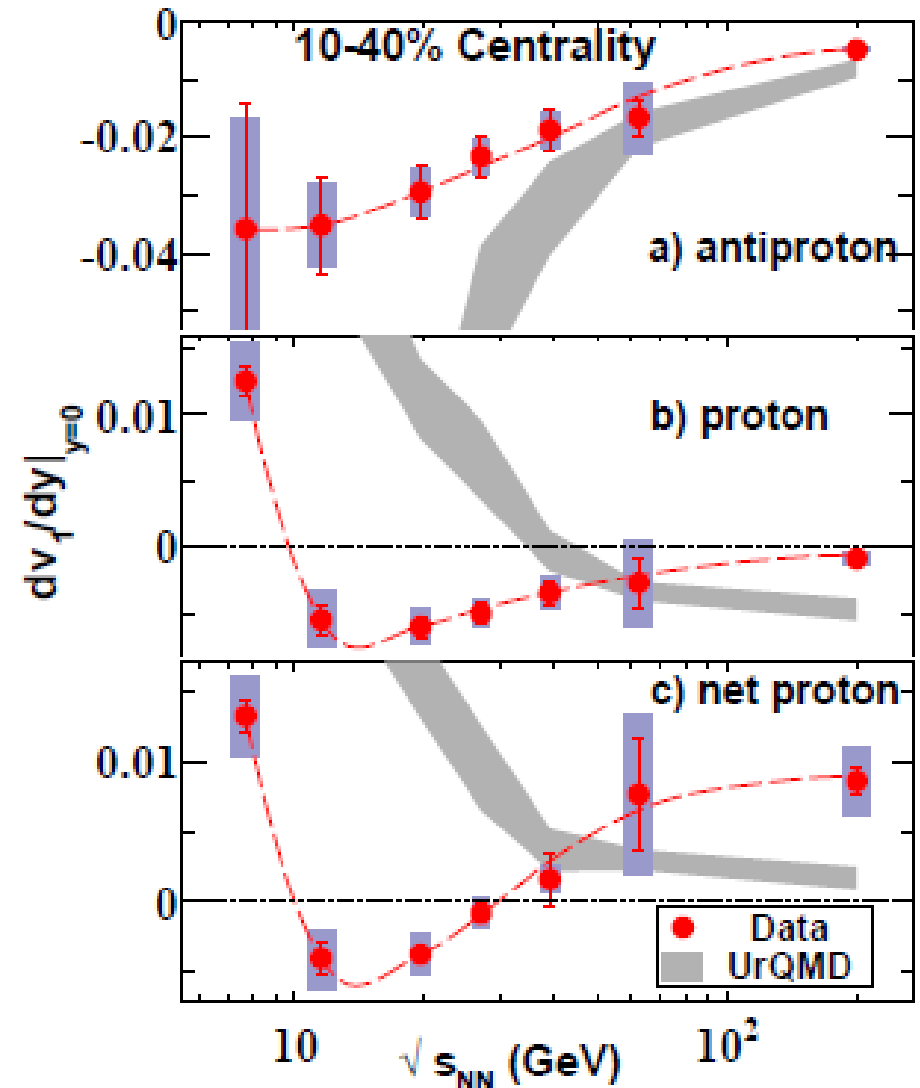 0
10-40% Centrality
-0.02
-0.04
a) antiproton
0.01
b) proton
0
dv₁/dy|y=0
c) net proton
0.01
0
Data
UrQMD
10
10²
√ sNN (GeV)